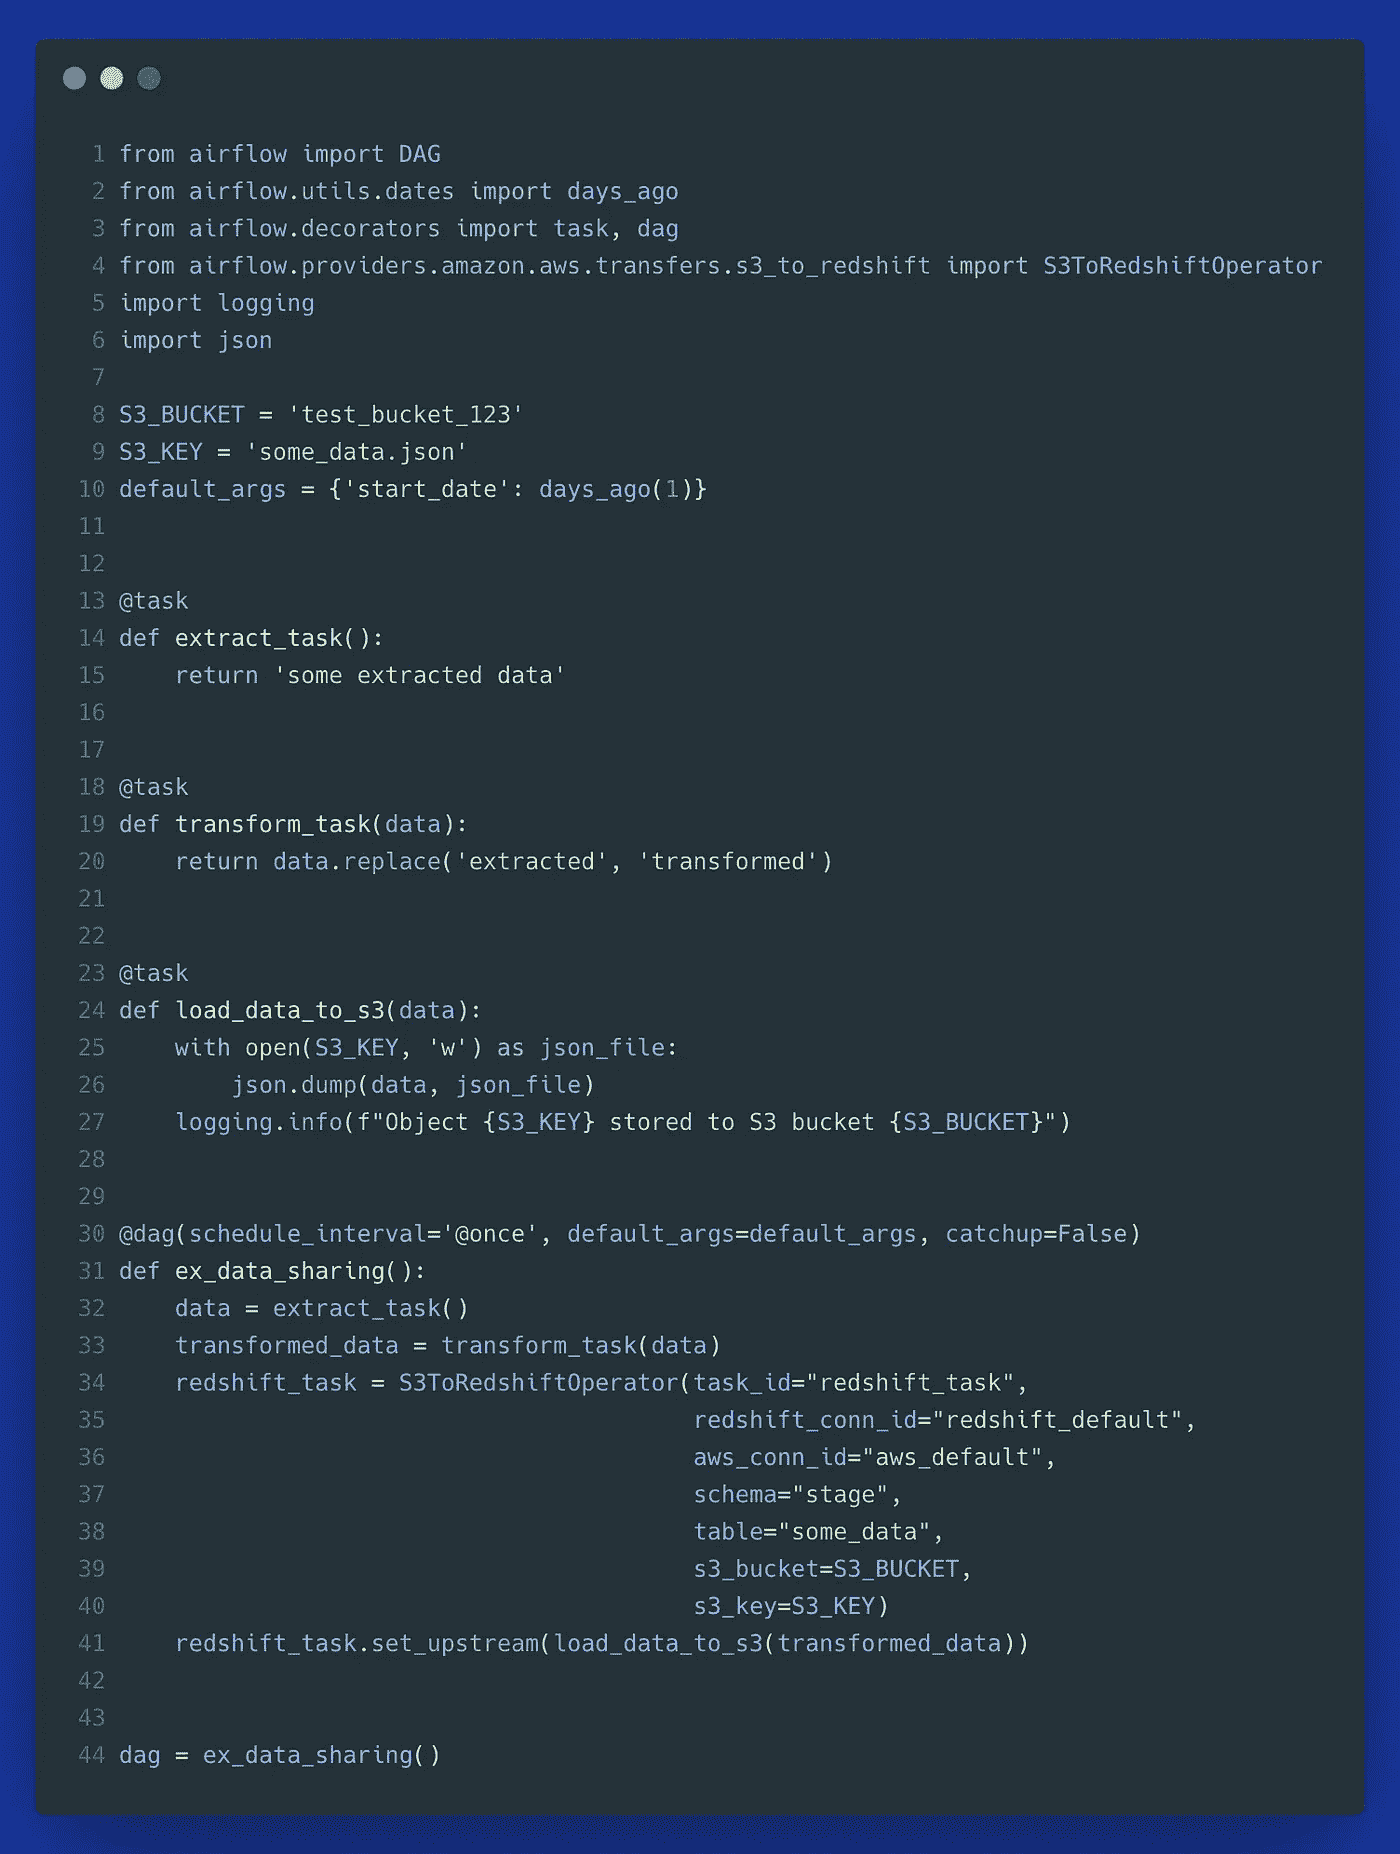 1 from airflow import DAG
2 from airflow.utils.dates import days_ago
3 from airflow.decorators import task, dag
4 from airflow.providers.amazon.aws.transfers.s3_to_redshift import S3ToRedshiftOperator
5 import logging
6 import json
7
8 S3_BUCKET = 'test_bucket_123'
9 S3_KEY = 'some_data.json'
10 default_args = {'start_date': days_ago(1)}
11
12
13 @task
14 def extract_task():
15     return 'some extracted data'
16
17
18 @task
19 def transform_task(data):
20     return data.replace('extracted', 'transformed')
21
22
23 @task
24 def load_data_to_s3(data):
25     with open(S3_KEY, 'w') as json_file:
26         json.dump(data, json_file)
27     logging.info(f"Object {S3_KEY} stored to S3 bucket {S3_BUCKET}")
28
29
30 @dag(schedule_interval='@once', default_args=default_args, catchup=False)
31 def ex_data_sharing():
32     data = extract_task()
33     transformed_data = transform_task(data)
34     redshift_task = S3ToRedshiftOperator(task_id="redshift_task",
35                                          redshift_conn_id="redshift_default",
36                                          aws_conn_id="aws_default",
37                                          schema="stage",
38                                          table="some_data",
39                                          s3_bucket=S3_BUCKET,
40                                          s3_key=S3_KEY)
41     redshift_task.set_upstream(load_data_to_s3(transformed_data))
42
43
44 dag = ex_data_sharing()